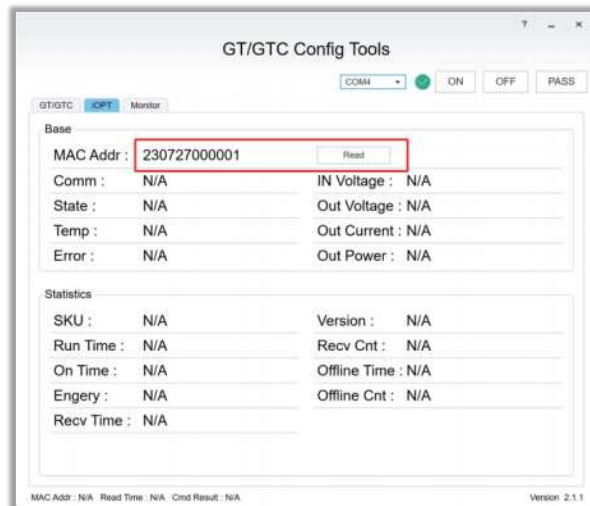 ? – ×
GT/GTC Config Tools
COM4 ON OFF PASS
GT/GTC /OPT Monitor
Base
MAC Addr : 230727000001 Read
Comm : N/A IN Voltage : N/A
State : N/A Out Voltage : N/A
Temp : N/A Out Current : N/A
Error : N/A Out Power : N/A
Statistics
SKU : N/A Version : N/A
Run Time : N/A Recv Cnt : N/A
On Time : N/A Offline Time : N/A
Engery : N/A Offline Cnt : N/A
Recv Time : N/A
MAC Addr : N/A Read Time : N/A Cmd Result : N/A Version 2.1.1